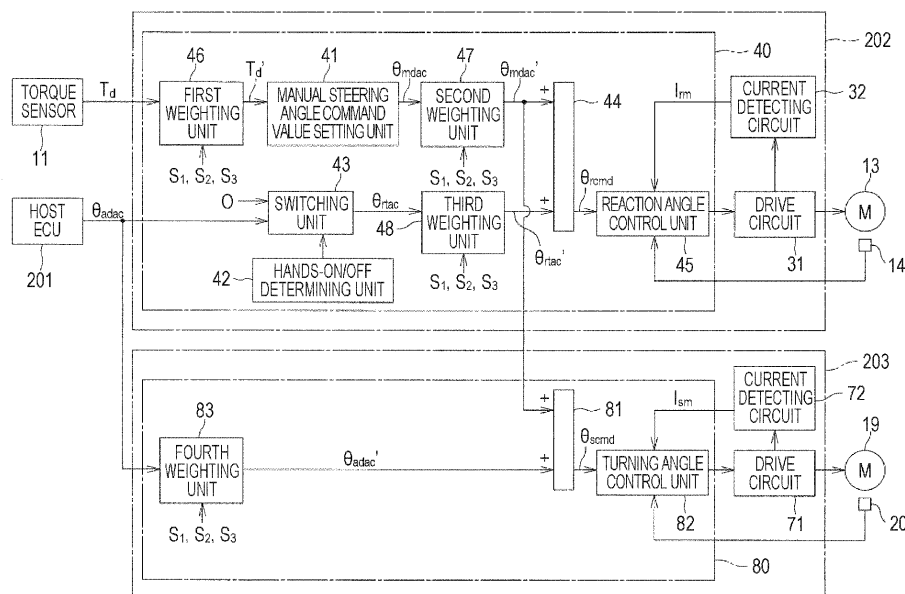 202
46
Td'
41
θmdac
47
θmdac'
40
CURRENT
DETECTING
CIRCUIT
32
TORQUE
SENSOR
11
Td
FIRST
WEIGHTING
UNIT
MANUAL STEERING
ANGLE COMMAND
VALUE SETTING UNIT
SECOND
WEIGHTING
UNIT
+
44
Irm
S1, S2, S3
43
S1, S2, S3
θrcmd
13
HOST
ECU
201
θadac
O
SWITCHING
UNIT
θrtac
THIRD
WEIGHTING
UNIT
48
+
θrtac'
REACTION ANGLE
CONTROL UNIT
45
DRIVE
CIRCUIT
31
M
14
42
HANDS-ON/OFF
DETERMINING UNIT
S1, S2, S3
203
CURRENT
DETECTING
CIRCUIT
72
83
+
81
Ism
19
FOURTH
WEIGHTING
UNIT
θadac'
+
θscmd
TURNING ANGLE
CONTROL UNIT
82
DRIVE
CIRCUIT
71
M
20
S1, S2, S3
80